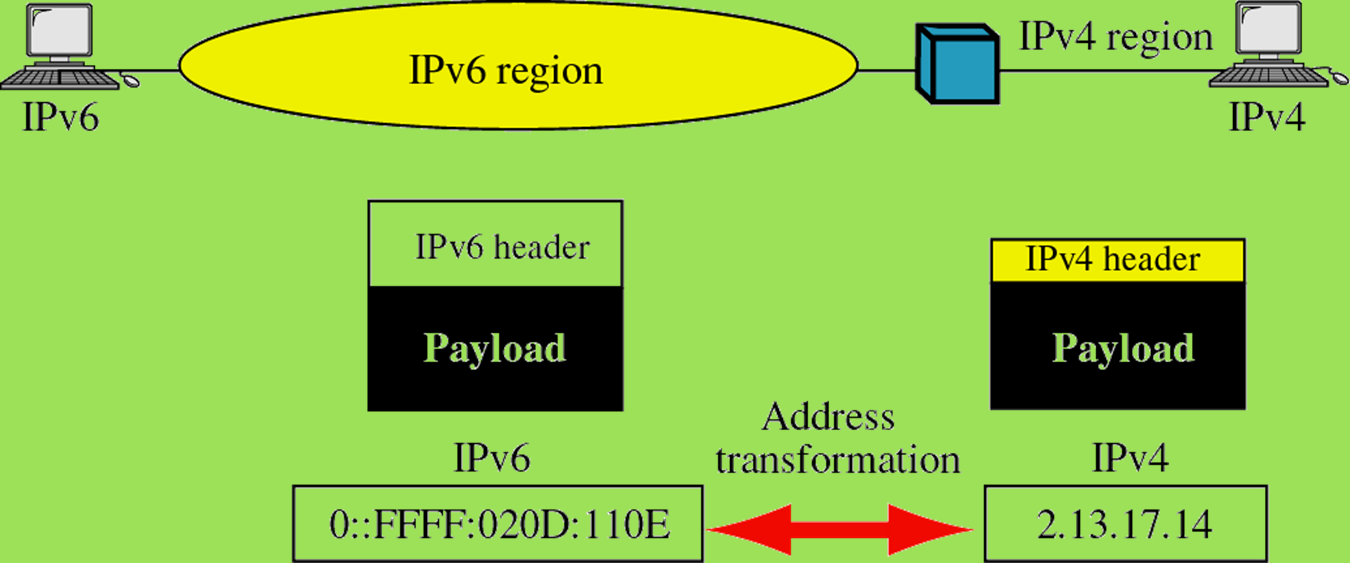 IPv6 region
IPv4 region
IPv6
IPv4
IPv6 header
Payload
IPv4 header
Payload
Address
transformation
IPv6
IPv4
0::FFFF:020D:110E
2.13.17.14